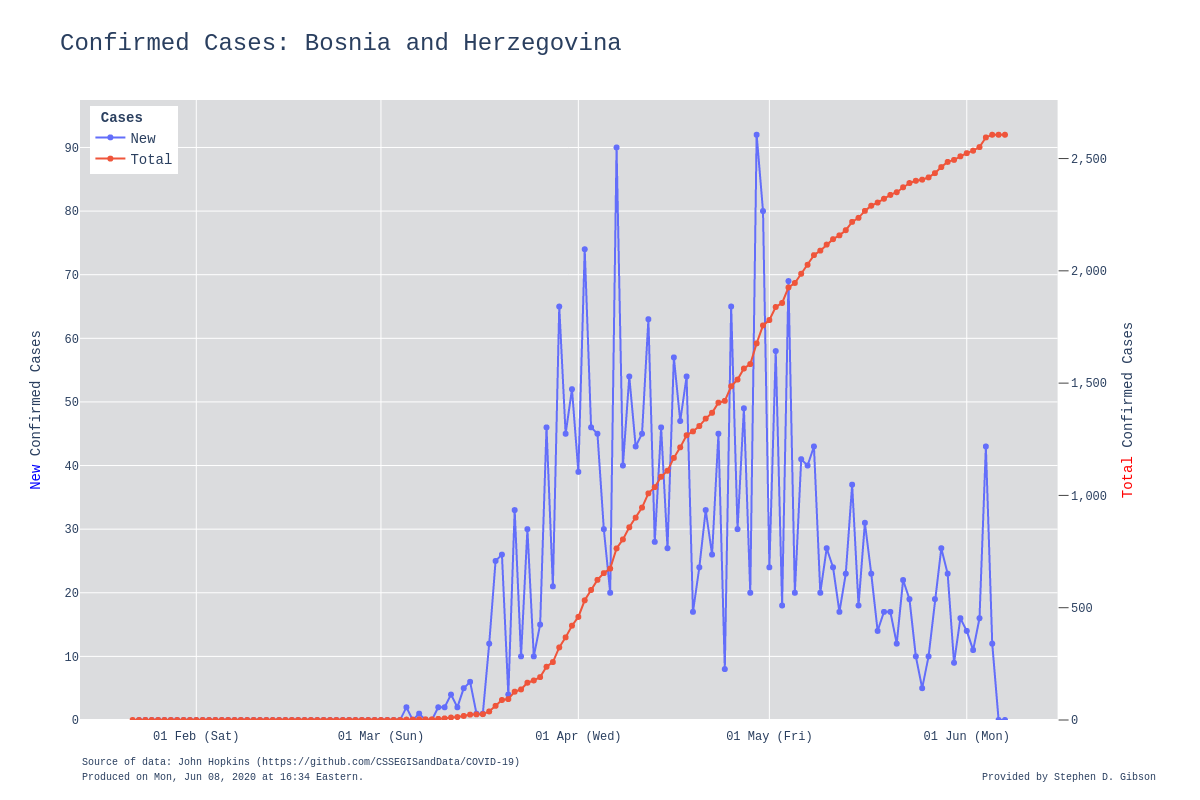 Confirmed Cases: Bosnia and Herzegovina
Cases
New
Total
90
80
70
60
50
40
30
20
10
0
2,500
2,000
1,500
1,000
500
0
New Confirmed Cases
Total Confirmed Cases
01 Feb (Sat)
01 Mar (Sun)
01 Apr (Wed)
01 May (Fri)
01 Jun (Mon)
Source of data: John Hopkins (https://github.com/CSSEGISandData/COVID-19)
Produced on Mon, Jun 08, 2020 at 16:34 Eastern.
Provided by Stephen D. Gibson